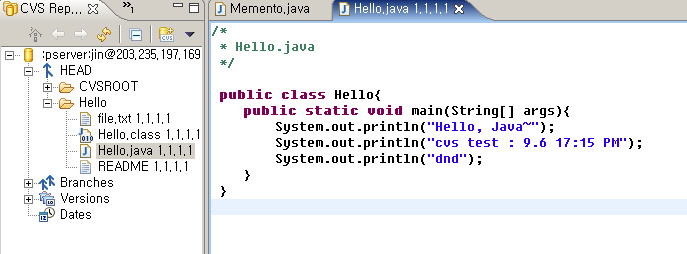 CVS Rep...
»1
:pserver:jin@203,235,197,169
HEAD
CVSROOT
Hello
file,txt 1,1,1,1
Hello,class 1,1,1,1
Hello,java 1,1,1,1
README 1,1,1,1
Branches
Versions
Dates
Memento,java
Hello,java 1,1,1,1
/*
* Hello.java
*/
public class Hello{
public static void main(String[] args){
System.out.println("Hello, Java~");
System.out.println("cvs test : 9.6 17:15 PM");
System.out.println("dnd");
}
}